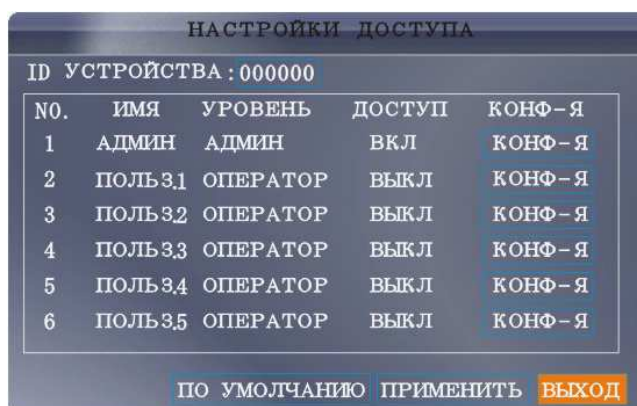 НАСТРОЙКИ ДОСТУПА
ID УСТРОЙСТВА:000000
NO. ИМЯ УРОВЕНЬ ДОСТУП КОНФ-Я
1 АДМИН АДМИН ВКЛ КОНФ-Я
2 ПОЛЬЗ.1 ОПЕРАТОР ВЫКЛ КОНФ-Я
3 ПОЛЬЗ.2 ОПЕРАТОР ВЫКЛ КОНФ-Я
4 ПОЛЬЗ.3 ОПЕРАТОР ВЫКЛ КОНФ-Я
5 ПОЛЬЗ.4 ОПЕРАТОР ВЫКЛ КОНФ-Я
6 ПОЛЬЗ.5 ОПЕРАТОР ВЫКЛ КОНФ-Я
ПО УМОЛЧАНИЮ ПРИМЕНИТЬ ВЫХОД